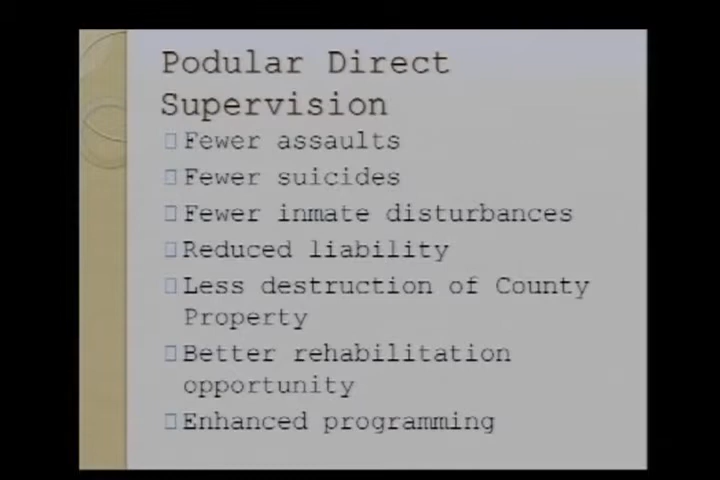 Podular Direct
Supervision
Fewer assaults
Fewer suicides
Fewer inmate disturbances
Reduced liability
Less destruction of County
Property
Better rehabilitation
opportunity
Enhanced programming